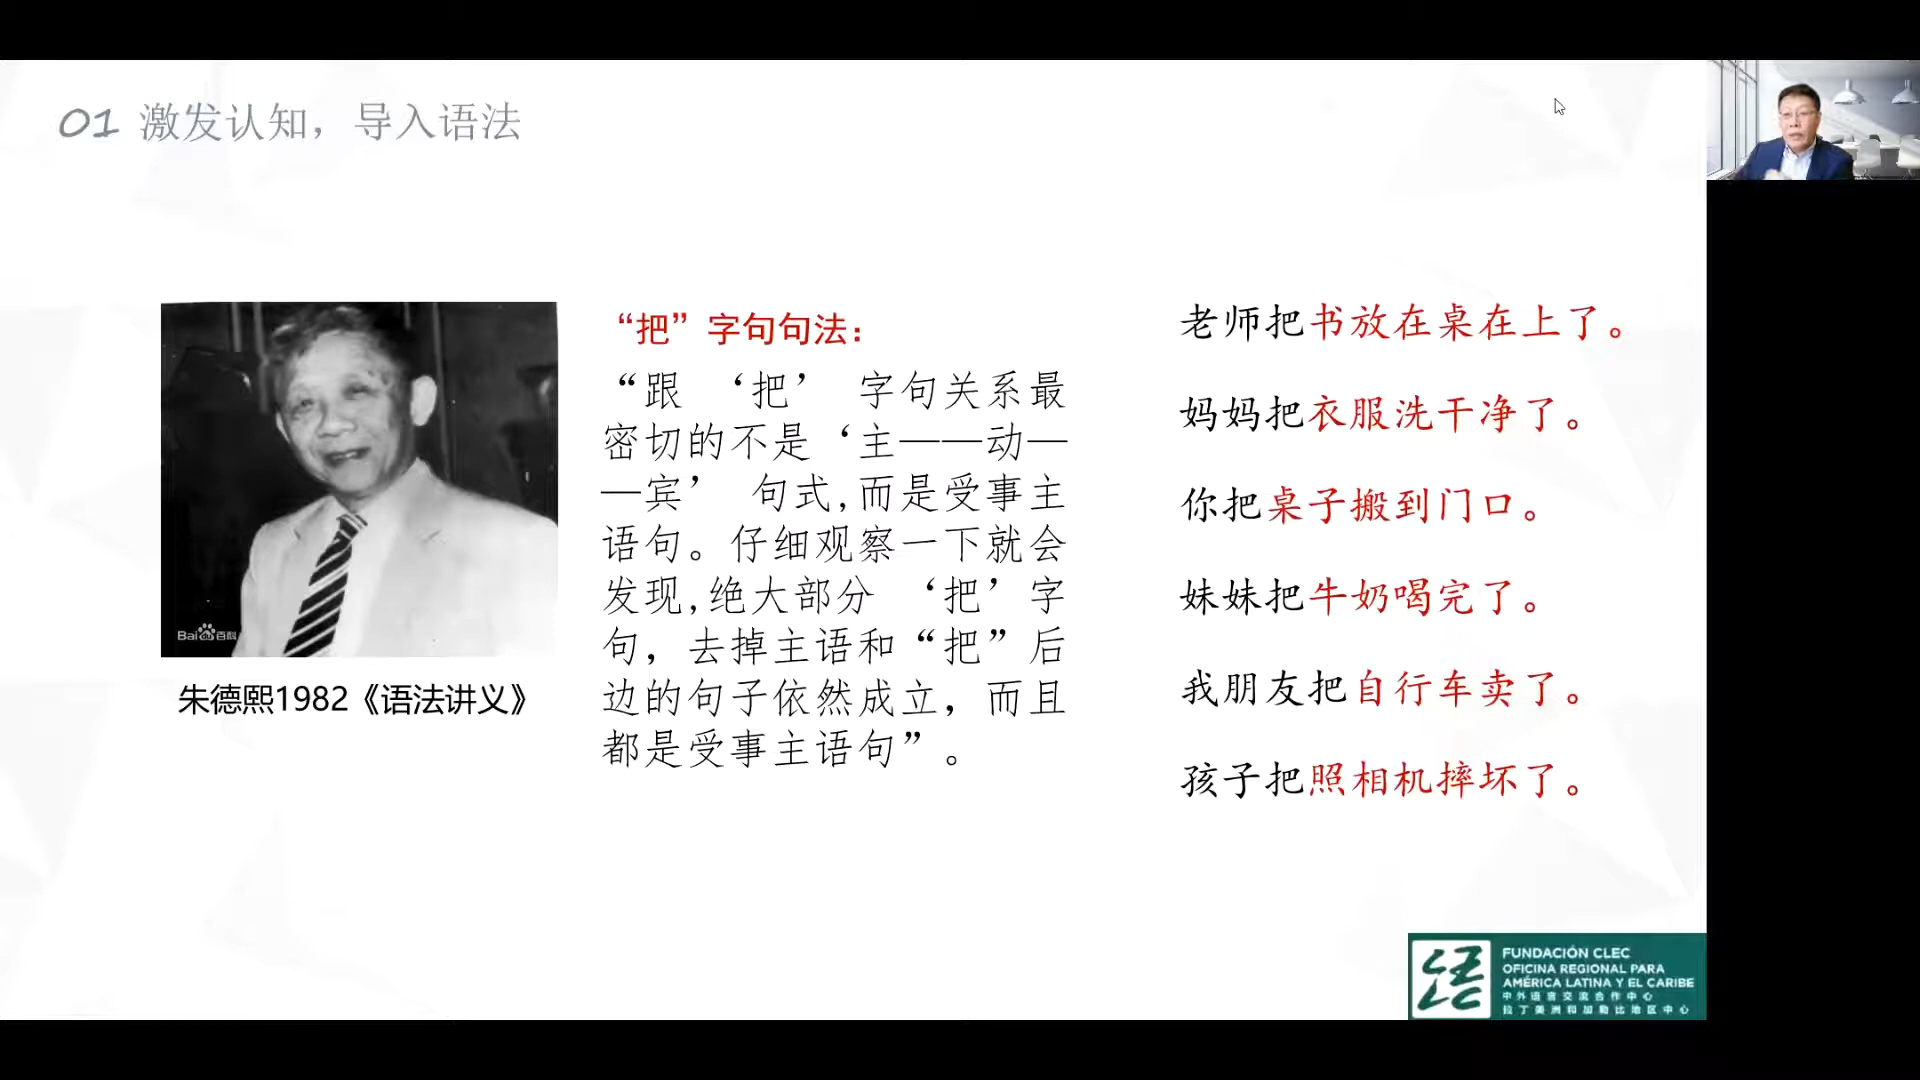 01 激发认知，导入语法
“把”字句句法：
“跟 ‘把’ 字句关系最
密切的不是‘主——动—
—宾’ 句式,而是受事主
语句。仔细观察一下就会
发现,绝大部分 ‘把’字
句，去掉主语和“把”后
边的句子依然成立，而且
都是受事主语句”。
Bai百科
朱德熙1982《语法讲义》
老师把书放在桌在上了。
妈妈把衣服洗干净了。
你把桌子搬到门口。
妹妹把牛奶喝完了。
我朋友把自行车卖了。
孩子把照相机摔坏了。
FUNDACIÓN CLEC
OFICINA REGIONAL PARA
AMÉRICA LATINA Y EL CARIBE
中外语言交流合作中心
拉丁美洲和加勒比地区中心